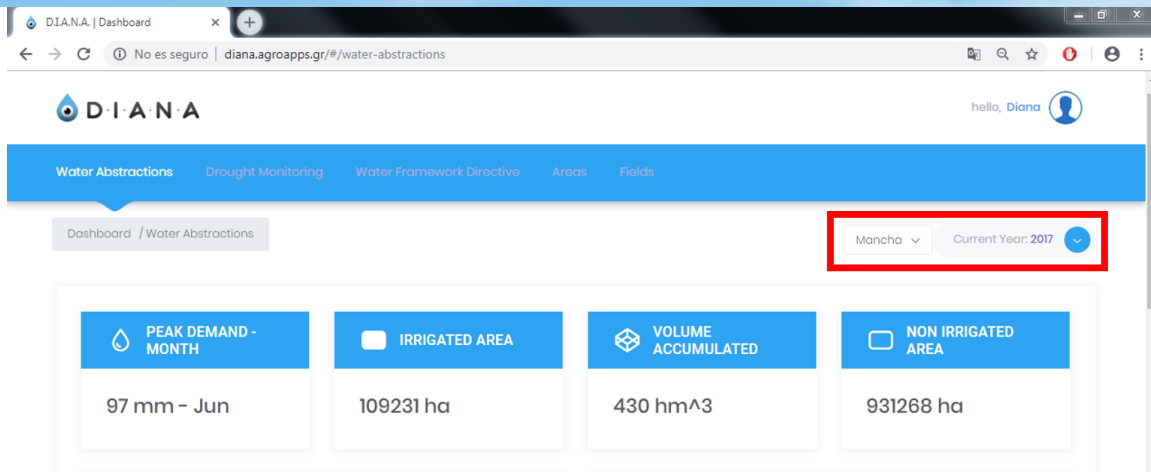 D.I.A.N.A. | Dashboard
No es seguro | diana.agroapps.gr/#/water-abstractions
D·I·A·N·A
hello, Diana
Water Abstractions Drought Monitoring Water Framework Directive Areas Fields
Dashboard / Water Abstractions
Mancha Current Year: 2017
PEAK DEMAND -
MONTH
97 mm - Jun
IRRIGATED AREA
109231 ha
VOLUME
ACCUMULATED
430 hm^3
NON IRRIGATED
AREA
931268 ha